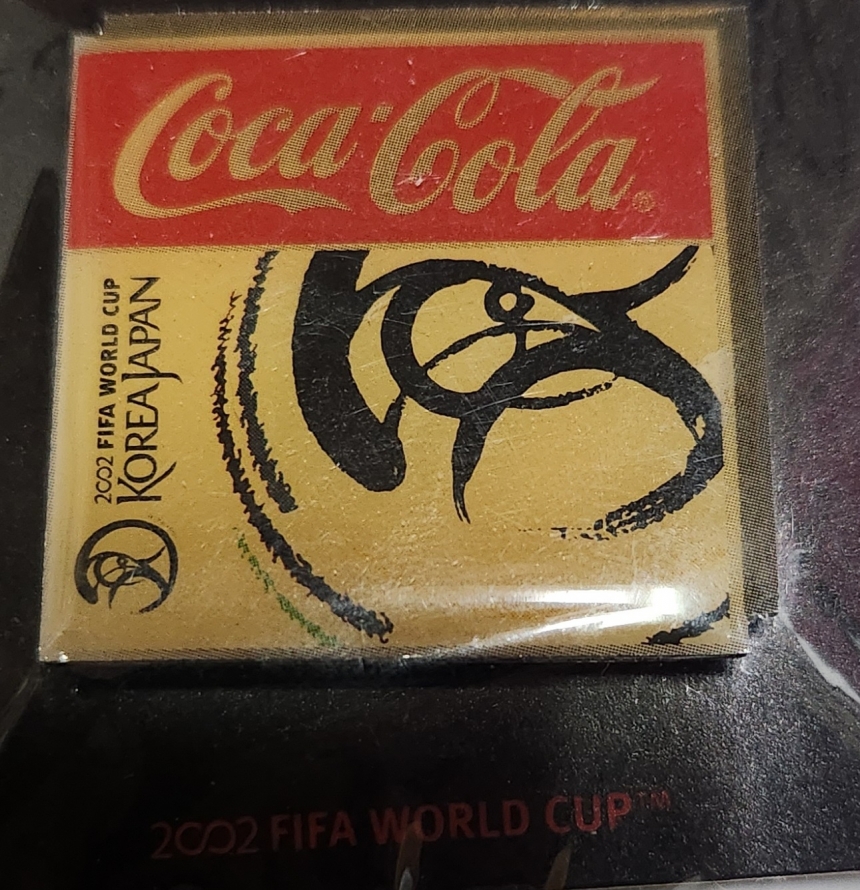 Coca-Cola®
2002 FIFA WORLD CUP
KOREA JAPAN
2002 FIFA WORLD CUP™